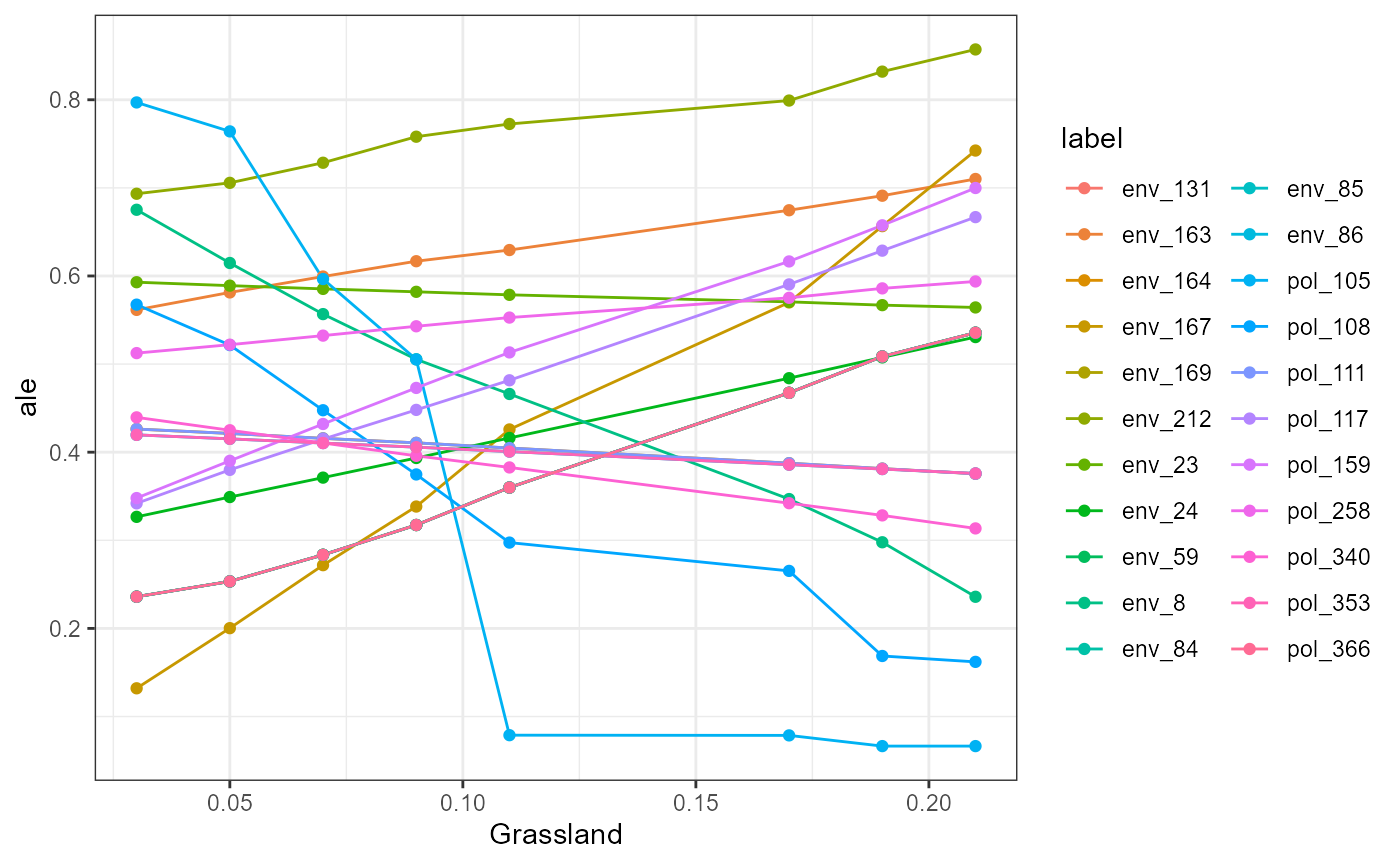 0.8
0.6
0.4
0.2
ale
0.05 0.10 0.15 0.20
Grassland
label
env_131
env_163
env_164
env_167
env_169
env_212
env_23
env_24
env_59
env_8
env_84
env_85
env_86
pol_105
pol_108
pol_111
pol_117
pol_159
pol_258
pol_340
pol_353
pol_366